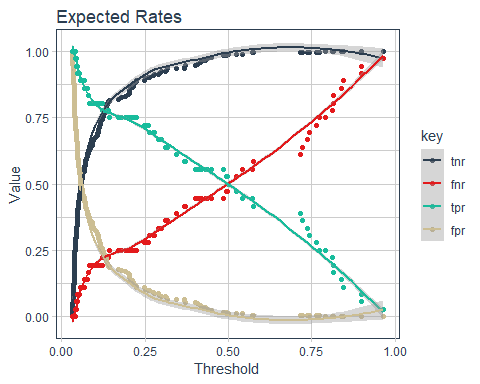 Expected Rates
1.00
0.75
0.50
0.25
0.00
Value
0.00
0.25
0.50
0.75
1.00
Threshold
key
tnr
fnr
tpr
fpr